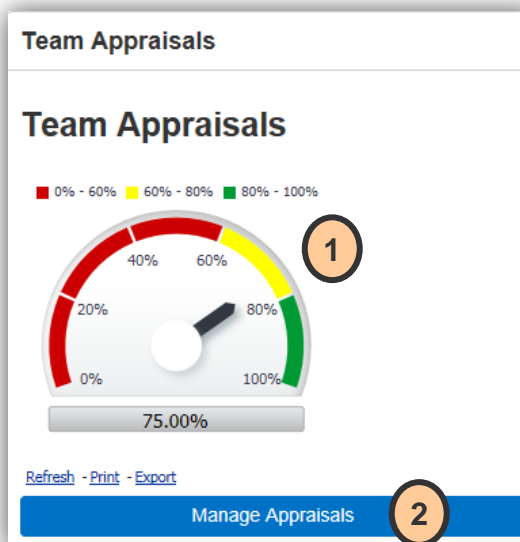 Team Appraisals
Team Appraisals
0% - 60% 60% - 80% 80% - 100%
1
40% 60%
20% 80%
0% 100%
75.00%
Refresh - Print - Export
Manage Appraisals 2